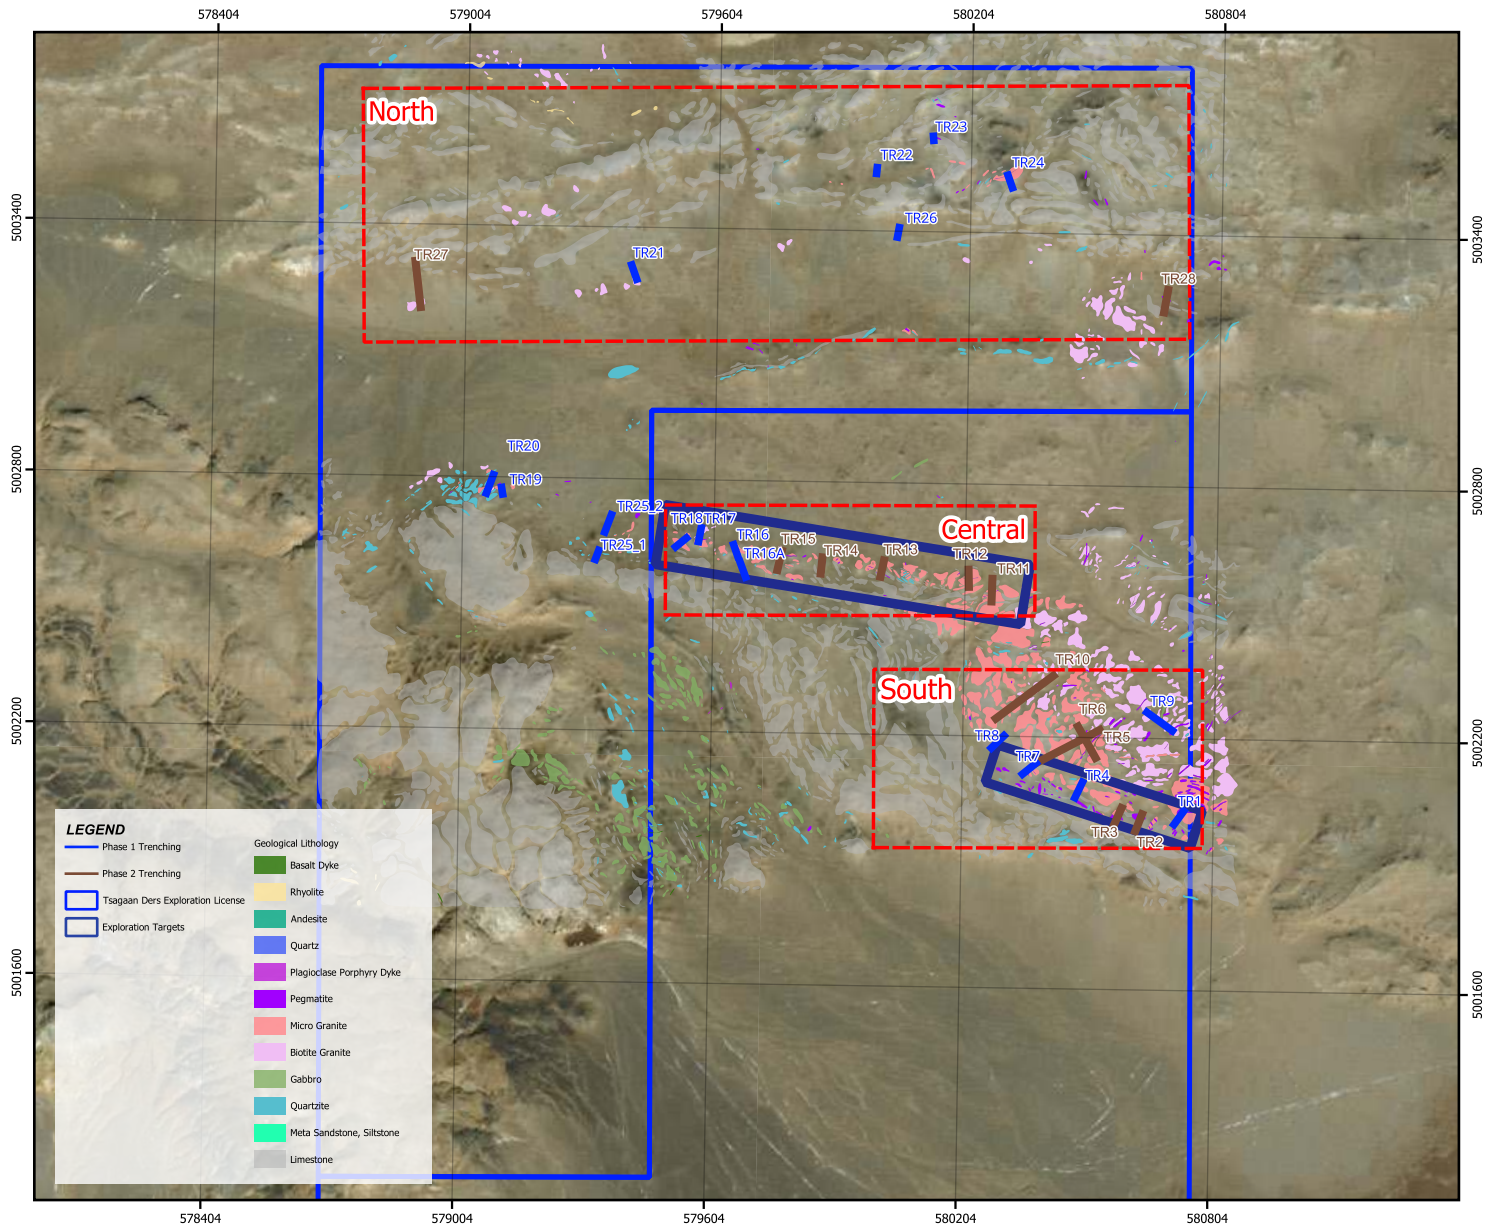 578404 579004 579604 580204 580804
North
TR23
TR22
TR24
5003400
TR26
5003400
TR27
TR21
TR28
TR20
5002800
TR19
5002800
TR25_2
TR18 TR17
Central
TR16
TR15
TR25_1
TR16A
TR14
TR13
TR12
TR11
TR10
South
TR9
TR6
5002200
TR8
TR5
5002200
TR7
TR4
TR1
TR3
TR2
LEGEND
Phase 1 Trenching
Phase 2 Trenching
Tsagaan Ders Exploration License
Exploration Targets
Geological Lithology
Basalt Dyke
Rhyolite
Andesite
Quartz
Plagioclase Porphyry Dyke
Pegmatite
Micro Granite
Biotite Granite
Gabbro
Quartzite
Meta Sandstone, Siltstone
Limestone
5001600
5001600
578404 579004 579604 580204 580804